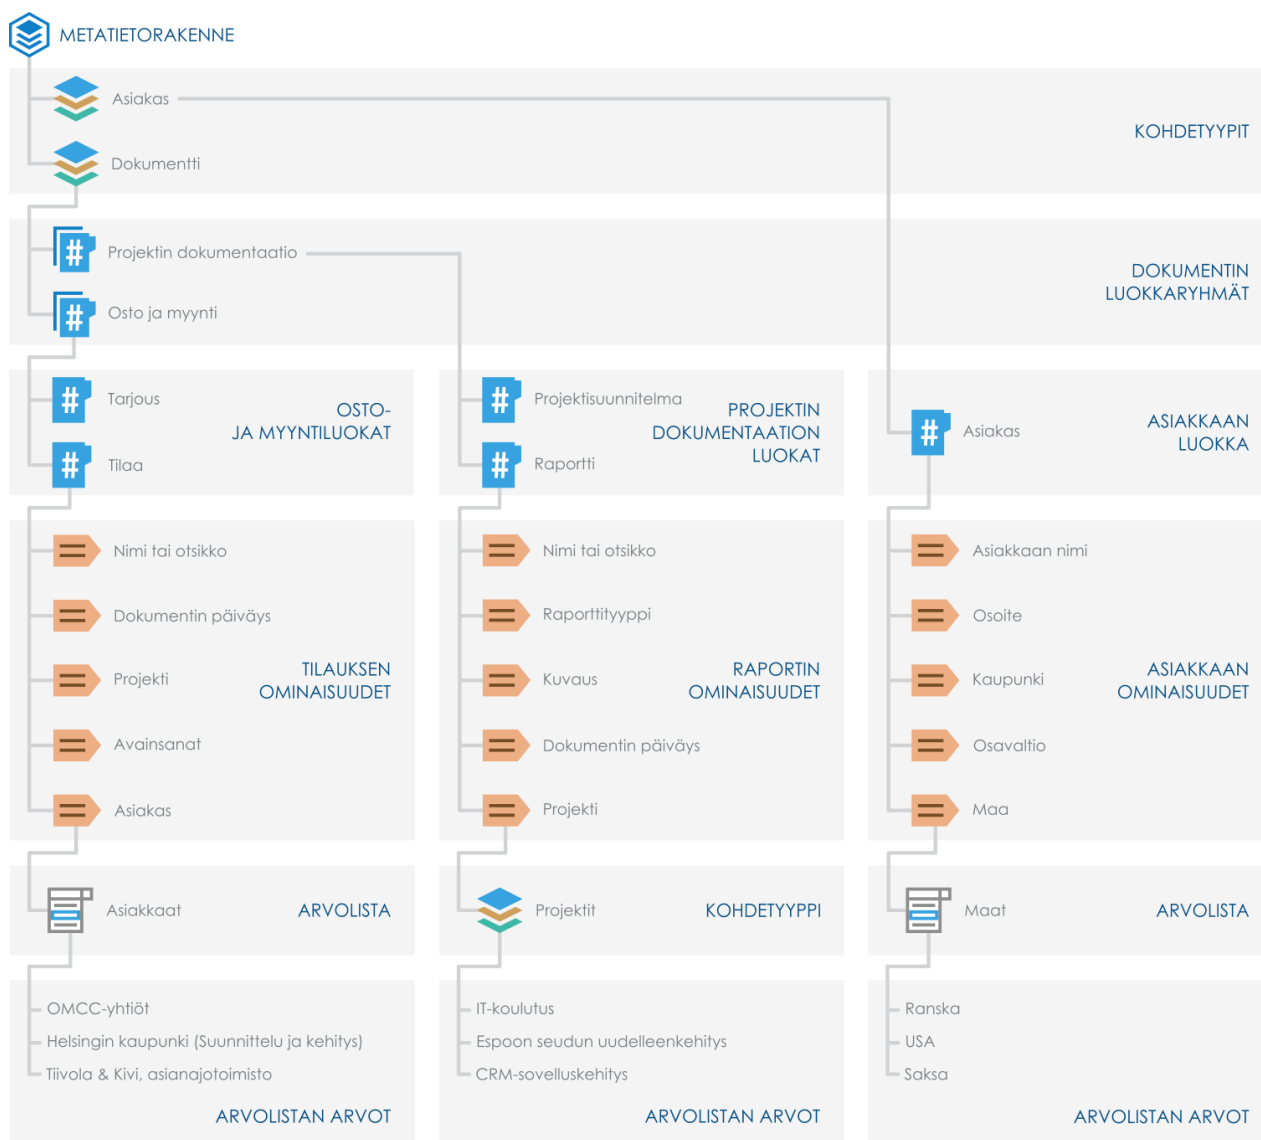 METATIETORAKENNE
Asiakas
Dokumentti
KOHDETYYPIT
Projektin dokumentaatio
Osto ja myynti
DOKUMENTIN
LUOKKARYHMÄT
Tarjous
Tilaa
OSTO-
JA MYYNTILUOKAT
Projektisuunnitelma
Raportti
PROJEKTIN
DOKUMENTAATION
LUOKAT
Asiakas
ASIAKKAAN
LUOKKA
Nimi tai otsikko
Dokumentin päiväys
Projekti
Avainsanat
Asiakas
TILAUKSEN
OMINAISUUDET
Nimi tai otsikko
Raporttityyppi
Kuvaus
Dokumentin päiväys
Projekti
RAPORTIN
OMINAISUUDET
Asiakkaan nimi
Osoite
Kaupunki
Osavaltio
Maa
ASIAKKAAN
OMINAISUUDET
Asiakkaat
ARVOLISTA
Projektit
KOHDETYYPPI
Maat
ARVOLISTA
OMCC-yhtiöt
Helsingin kaupunki (Suunnittelu ja kehitys)
Tiivola & Kivi, asianajotoimisto
ARVOLISTAN ARVOT
IT-koulutus
Espoon seudun uudelleenkehitys
CRM-sovelluskehitys
ARVOLISTAN ARVOT
Ranska
USA
Saksa
ARVOLISTAN ARVOT